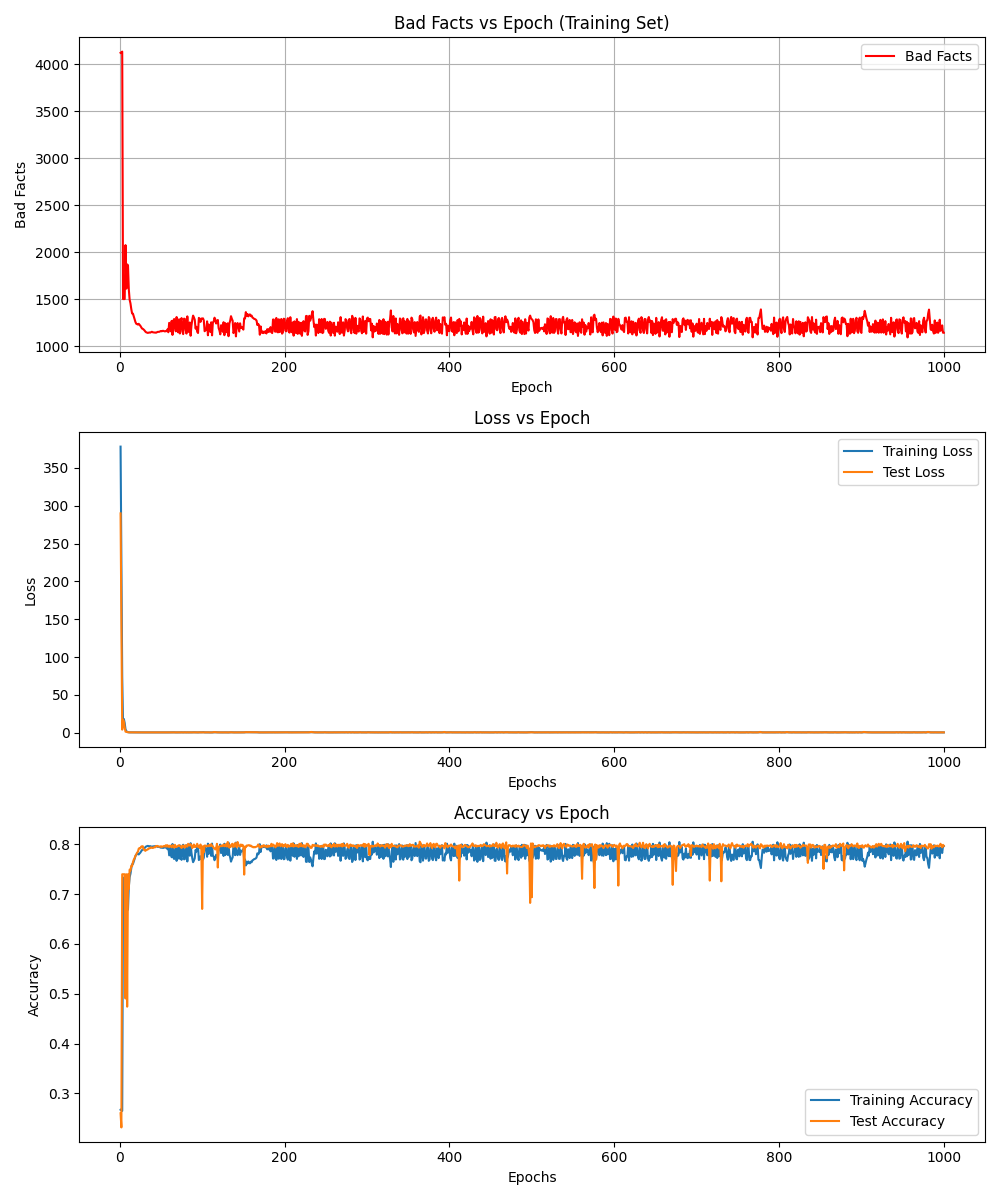 Bad Facts vs Epoch (Training Set)
Bad Facts
4000
3500
3000
2500
2000
1500
1000
Bad Facts
0 200 400 600 800 1000
Epoch
Loss vs Epoch
Training Loss
Test Loss
350
300
250
200
150
100
50
0
Loss
0 200 400 600 800 1000
Epochs
Accuracy vs Epoch
0.8
0.7
0.6
0.5
0.4
0.3
Accuracy
Training Accuracy
Test Accuracy
0 200 400 600 800 1000
Epochs